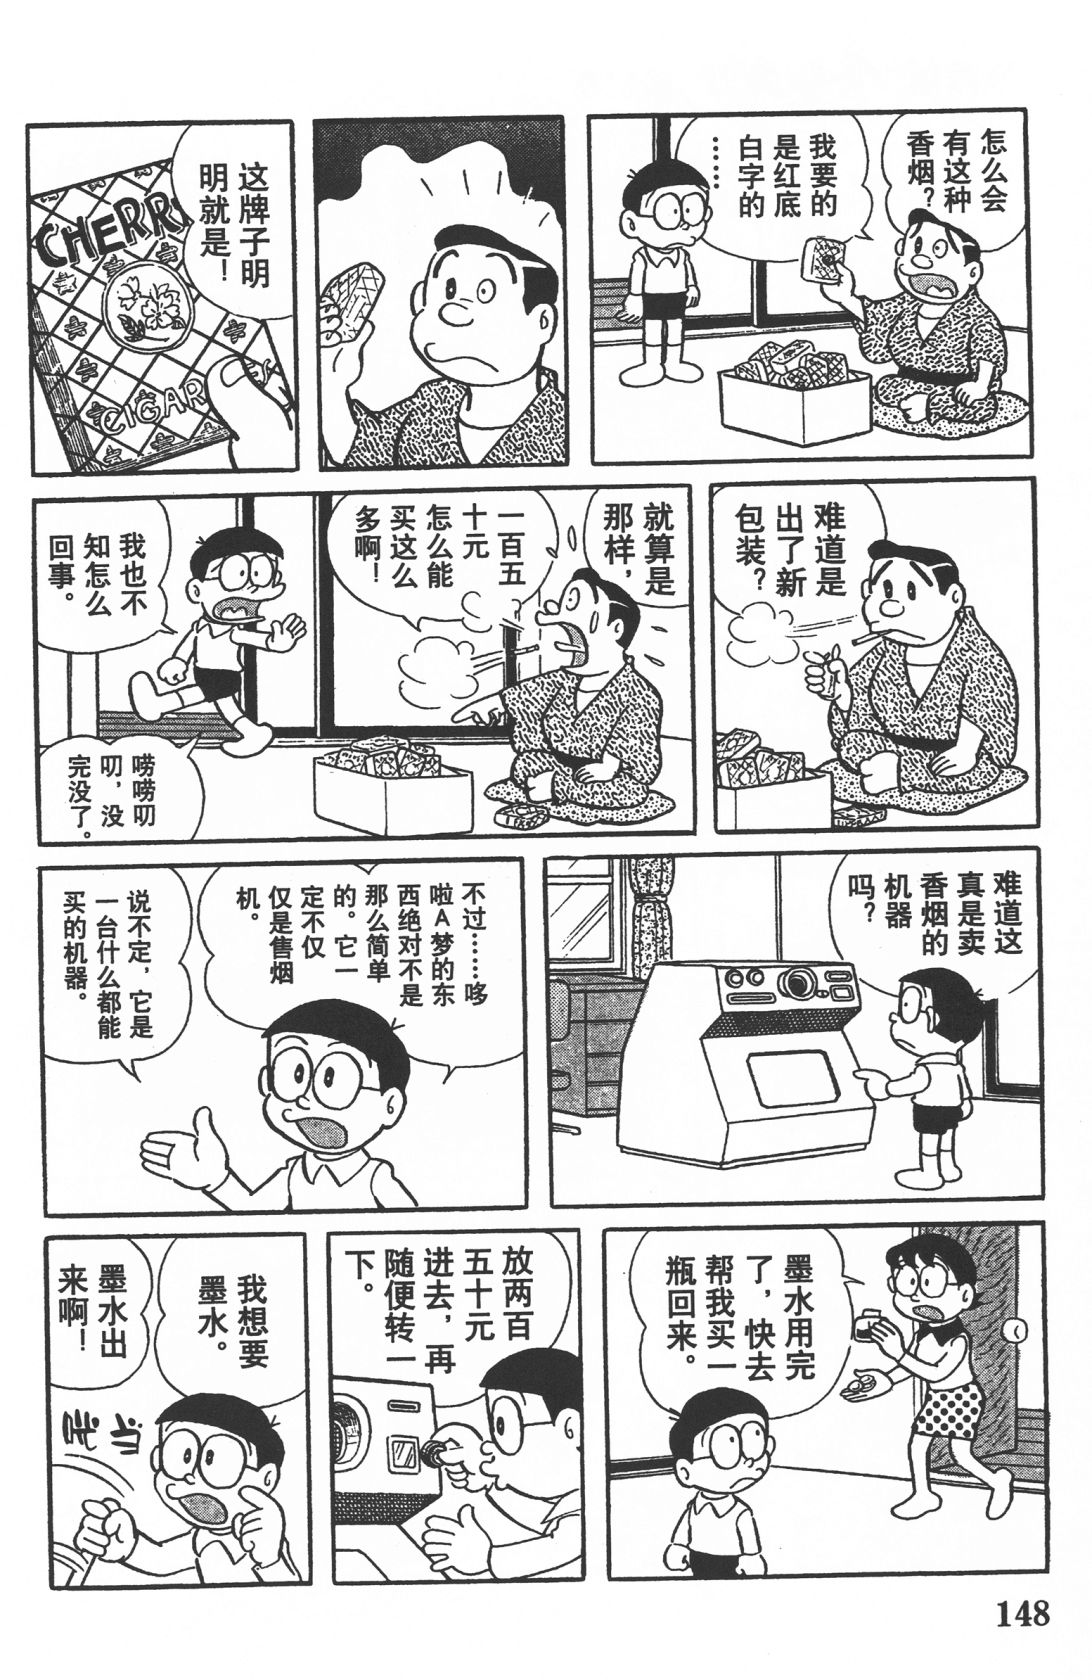 怎么会
有这种
香烟？
我要的
是红底
白字的
……
这牌子明
明就是！
CHERR
CIGAR
难道是
出了新
包装？
就算是
那样，
一百五
十元
怎么能
买这么
多啊！
我也不
知怎么
回事。
唠唠叨
叨，没
完没了。
难道这
真是卖
香烟的
机器
吗？
不过……哆
啦A梦的东
西绝对不是
那么简单
的。它一
定不仅
仅是售烟
机。
说不定，它是
一台什么都能
买的机器。
墨水用完
了，快去
帮我买一
瓶回来。
放两百
五十元
进去，再
随便转一
下。
我想要
墨水。
墨水出
来啊！
148